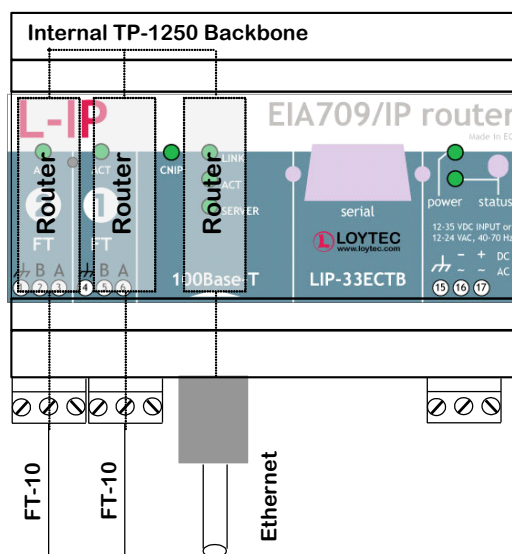 Internal TP-1250 Backbone
L-IP
EIA709/IP router
Made in EC
ACT
CNIP
LINK
ACT
SERVER
Router
Router
Router
2
1
FT
FT
B A
B A
1 2 3 4 5 6
100Base-T
serial
LOYTEC
www.loytec.com
LIP-33ECTB
power
status
12-35 VDC INPUT or
12-24 VAC, 40-70 Hz
- + DC
~ ~ AC
15 16 17
FT-10
FT-10
Ethernet